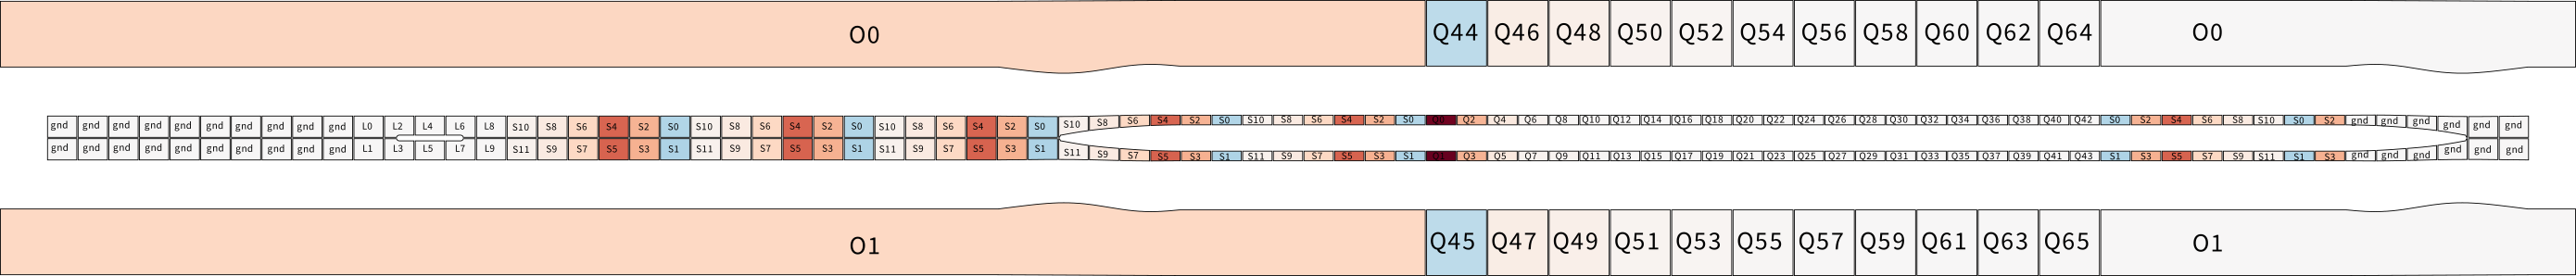 O0 Q44 Q46 Q48 Q50 Q52 Q54 Q56 Q58 Q60 Q62 Q64 O0
gnd gnd gnd gnd gnd gnd gnd gnd gnd gnd L0 L2 L4 L6 L8 S10 S8 S6 S4 S2 S0 S10 S8 S6 S4 S2 S0 S10 S8 S6 S4 S2 S0 S10 S8 S6 S4 S2 S0 S10 S8 S6 S4 S2 S0 Q0 Q2 Q4 Q6 Q8 Q10 Q12 Q14 Q16 Q18 Q20 Q22 Q24 Q26 Q28 Q30 Q32 Q34 Q36 Q38 Q40 Q42 S0 S2 S4 S6 S8 S10 S0 S2 gnd gnd gnd gnd gnd gnd
gnd gnd gnd gnd gnd gnd gnd gnd gnd gnd L1 L3 L5 L7 L9 S11 S9 S7 S5 S3 S1 S11 S9 S7 S5 S3 S1 S11 S9 S7 S5 S3 S1 S11 S9 S7 S5 S3 S1 S11 S9 S7 S5 S3 S1 Q1 Q3 Q5 Q7 Q9 Q11 Q13 Q15 Q17 Q19 Q21 Q23 Q25 Q27 Q29 Q31 Q33 Q35 Q37 Q39 Q41 Q43 S1 S3 S5 S7 S9 S11 S1 S3 gnd gnd gnd gnd gnd gnd
O1 Q45 Q47 Q49 Q51 Q53 Q55 Q57 Q59 Q61 Q63 Q65 O1